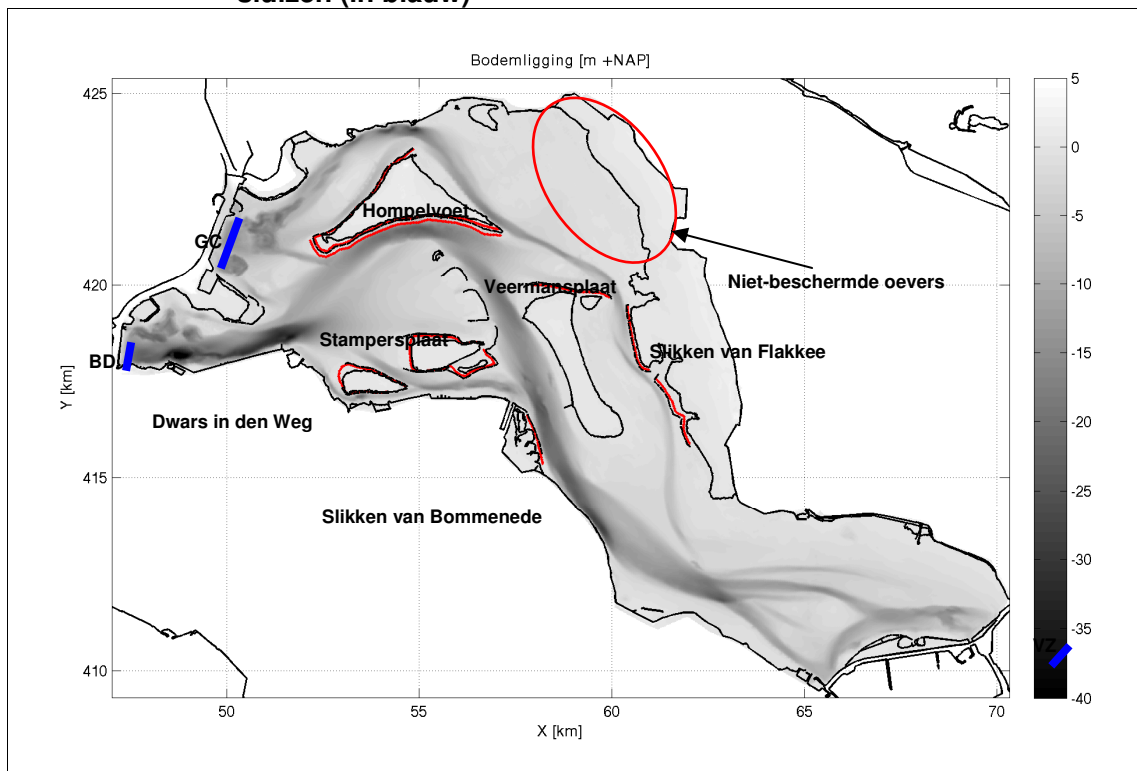 Bodemligging [m +NAP]
425
420
415
410
Y [km]
50
55
60
65
70
X [km]
Hompelvoet
GC
Veermansplaat
Niet-beschermde oevers
Stampersplaat
Slikken van Flakkee
BD
Dwars in den Weg
Slikken van Bommenede
VZ
5
0
-5
-10
-15
-20
-25
-30
-35
-40